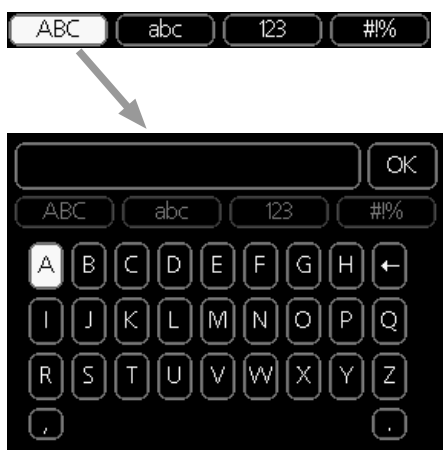 ABC abc 123 #!%
OK
ABC abc 123 #!%
A B C D E F G H ←
I J K L M N O P Q
R S T U V W X Y Z
, .